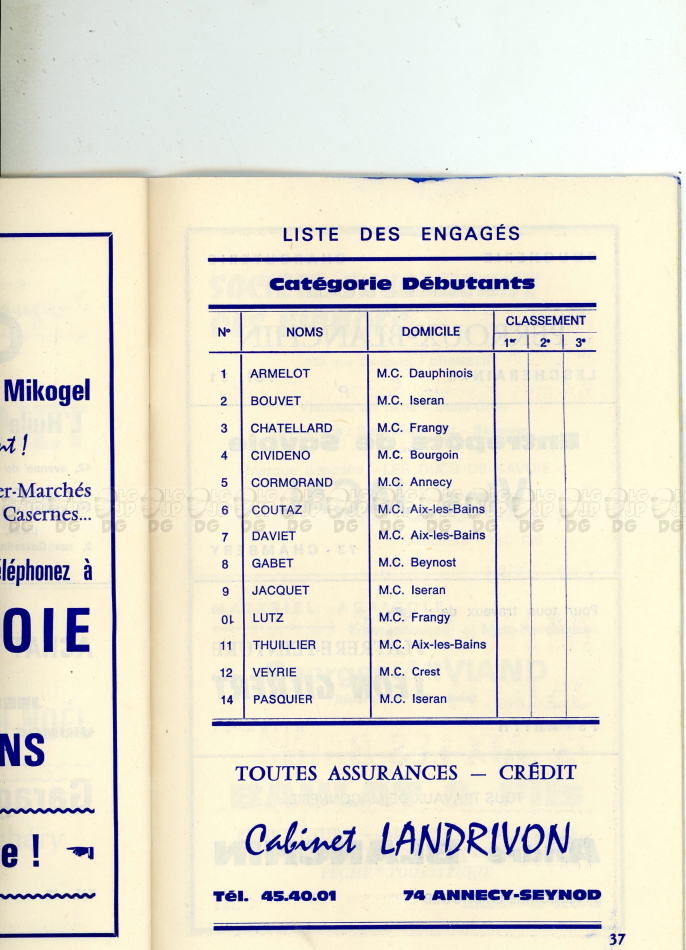 Mikogel
er-Marchés
Casernes...
éléphonez à
OIE
NS
e !
LISTE DES ENGAGÉS
Catégorie Débutants
N° NOMS DOMICILE CLASSEMENT
1er 2e 3e
1 ARMELOT M.C. Dauphinois
2 BOUVET M.C. Iseran
3 CHATELLARD M.C. Frangy
4 CIVIDENO M.C. Bourgoin
5 CORMORAND M.C. Annecy
6 COUTAZ M.C. Aix-les-Bains
7 DAVIET M.C. Aix-les-Bains
8 GABET M.C. Beynost
9 JACQUET M.C. Iseran
10 LUTZ M.C. Frangy
11 THUILLIER M.C. Aix-les-Bains
12 VEYRIE M.C. Crest
14 PASQUIER M.C. Iseran
TOUTES ASSURANCES — CRÉDIT
Cabinet LANDRIVON
Tél. 45.40.01 74 ANNECY-SEYNOD
37